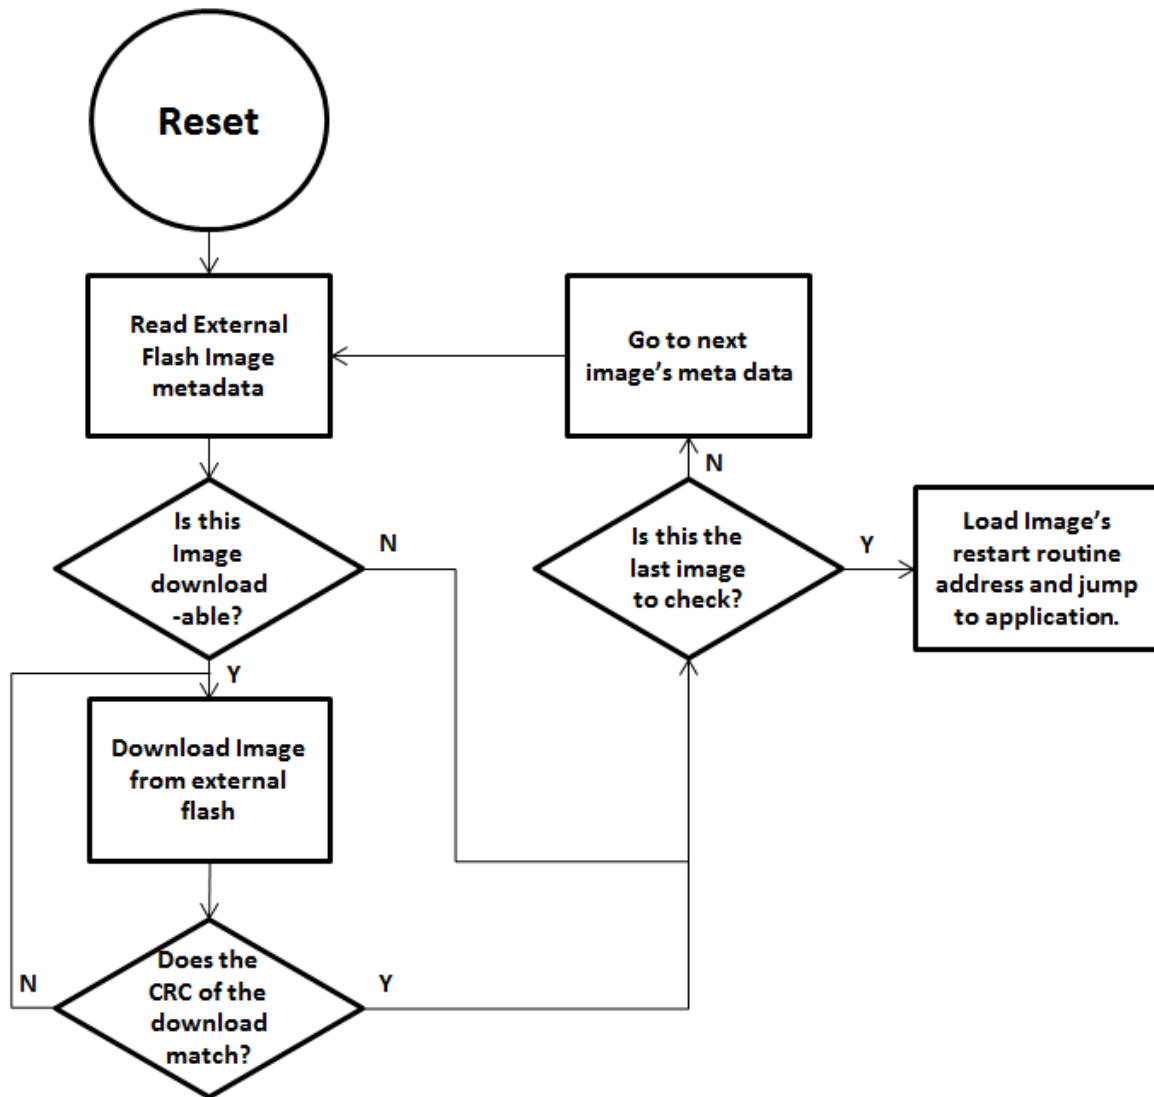 Reset
Read External
Flash Image
metadata
Go to next
image's meta data
Is this
Image
download
-able?
N
Is this the
last image
to check?
N
Y
Load Image's
restart routine
address and jump
to application.
Y
Download Image
from external
flash
Does the
CRC of the
download
match?
N
Y